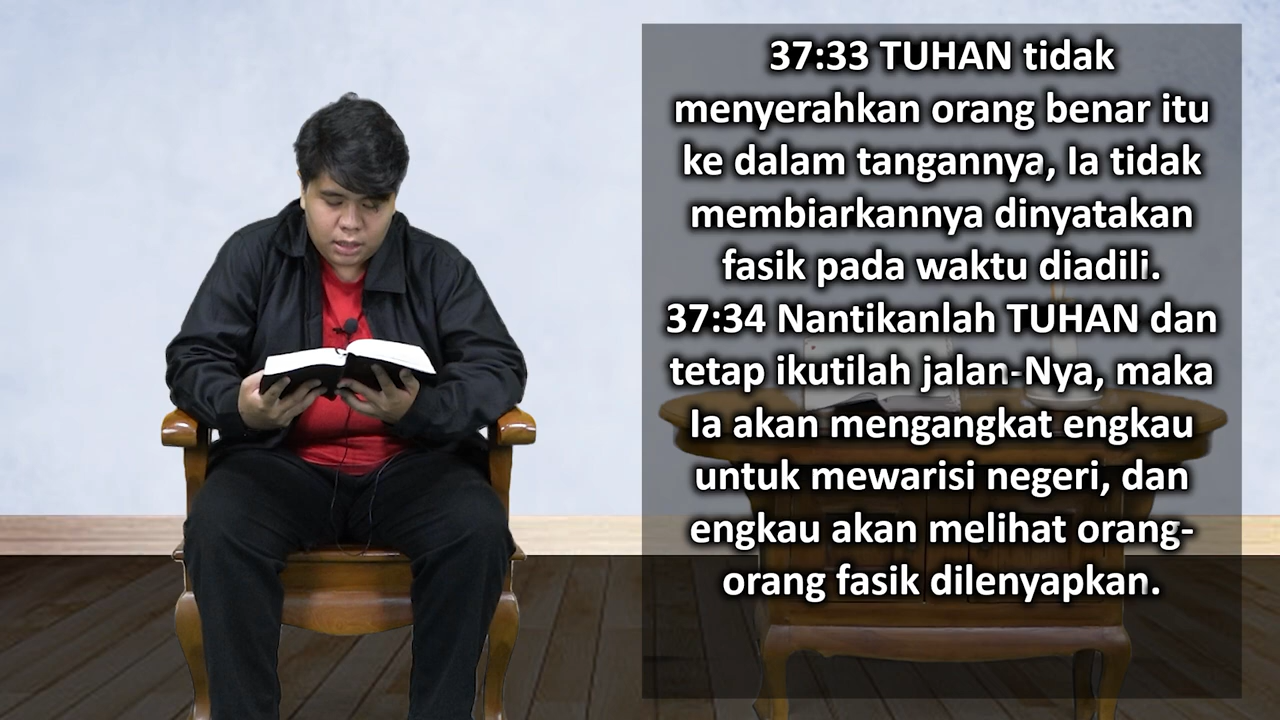 37:33 TUHAN tidak
menyerahkan orang benar itu
ke dalam tangannya, Ia tidak
membiarkannya dinyatakan
fasik pada waktu diadili.
37:34 Nantikanlah TUHAN dan
tetap ikutilah jalan-Nya, maka
Ia akan mengangkat engkau
untuk mewarisi negeri, dan
engkau akan melihat orang-
orang fasik dilenyapkan.